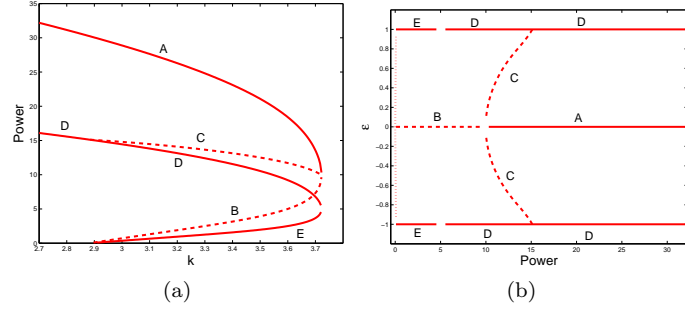 35
30
25
20
15
10
5
0
Power
A
D
C
D
B
E
2.7 2.8 2.9 3 3.1 3.2 3.3 3.4 3.5 3.6 3.7
k
(a)
E D D
1
0.8
0.6
0.4
0.2
0
−0.2
−0.4
−0.6
−0.8
−1
ε
C
B A
C
E D D
0 5 10 15 20 25 30
Power
(b)